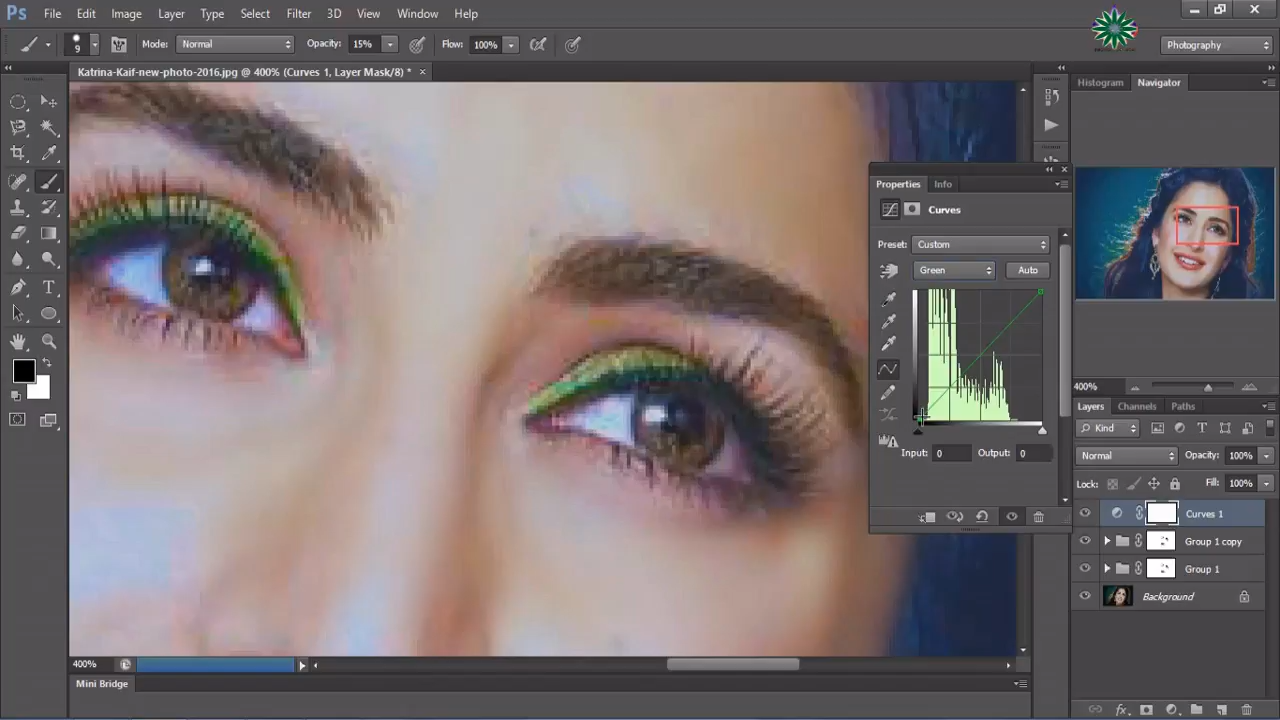 Ps File Edit Image Layer Type Select Filter 3D View Window Help
9 Mode: Normal Opacity: 15% Flow: 100% Photography
Katrina-Kaif-new-photo-2016.jpg @ 400% (Curves 1, Layer Mask/8) * ×
Histogram Navigator
Properties Info
Curves
Preset: Custom
Green Auto
Input: 0 Output: 0
400%
Layers Channels Paths
Kind
Normal Opacity: 100%
Lock: Fill: 100%
Curves 1
Group 1 copy
Group 1
Background
fx
400%
Mini Bridge